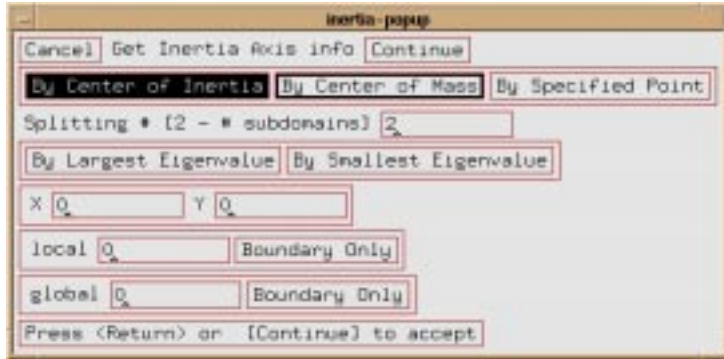 inertia-popup
Cancel Get Inertia Axis info Continue
By Center of Inertia By Center of Mass By Specified Point
Splitting # [2 - # subdomains] 2
By Largest Eigenvalue By Smallest Eigenvalue
X 0 Y 0
local 0 Boundary Only
global 0 Boundary Only
Press <Return> or [Continue] to accept